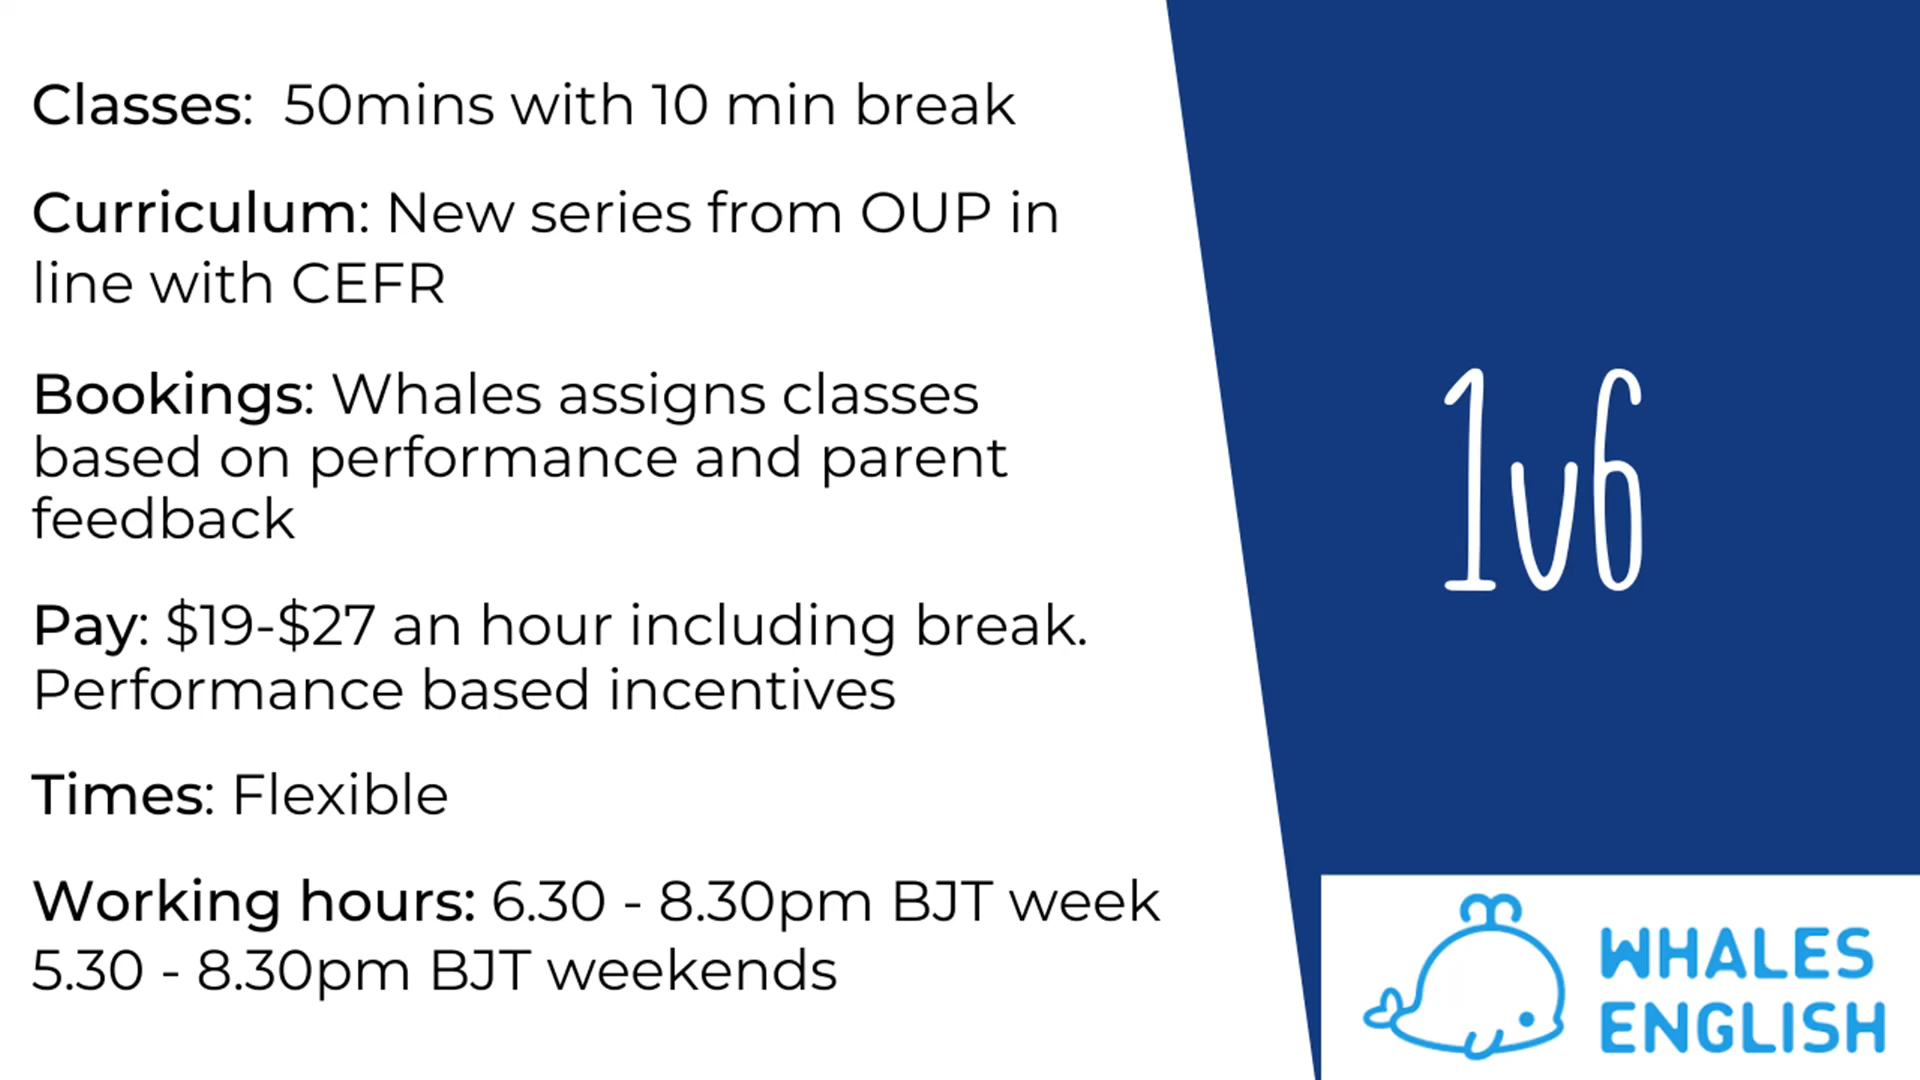 Classes: 50mins with 10 min break
Curriculum: New series from OUP in
line with CEFR
Bookings: Whales assigns classes
based on performance and parent
feedback
Pay: $19-$27 an hour including break.
Performance based incentives
Times: Flexible
Working hours: 6.30 - 8.30pm BJT week
5.30 - 8.30pm BJT weekends
1v6
WHALES
ENGLISH